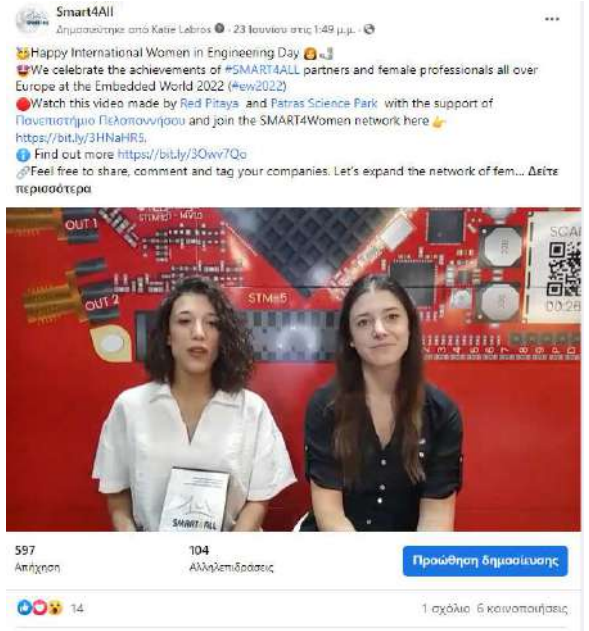 Smart4All
Δημοσιεύτηκε από Katie Labros · 23 Ιουνίου στις 1:49 μ.μ. ·
Happy International Women in Engineering Day
We celebrate the achievements of #SMART4ALL partners and female professionals all over
Europe at the Embedded World 2022 (#ew2022)
Watch this video made by Red Pitaya and Patras Science Park with the support of
Πανεπιστήμιο Πελοποννήσου and join the SMART4Women network here
https://bit.ly/3HNaHR5.
Find out more https://bit.ly/3Owv7Qo
Feel free to share, comment and tag your companies. Let's expand the network of fem... Δείτε
περισσότερα
OUT 1
OUT 2
STEM65
00:26
SMART4ALL
597
Απήχηση
104
Αλληλεπιδράσεις
Προώθηση δημοσίευσης
14
1 σχόλιο 6 κοινοποιήσεις